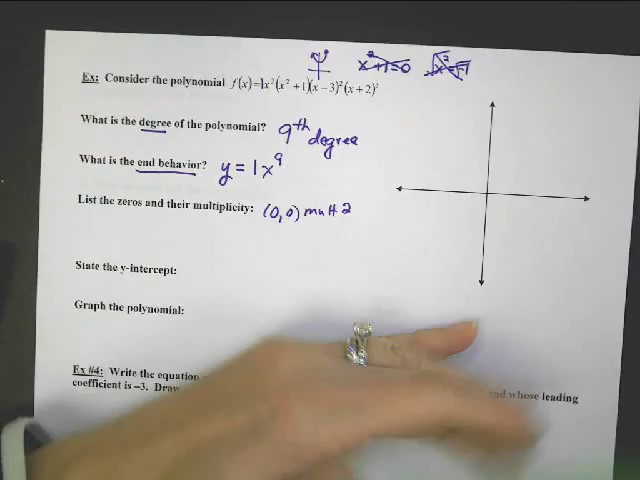 x²+1=0 √x²=√-1
Ex: Consider the polynomial f(x)=1x²(x²+1)(x−3)²(x+2)³
What is the degree of the polynomial? 9th degree
What is the end behavior? y = 1x⁹
List the zeros and their multiplicity: (0,0) mult 2
State the y-intercept:
Graph the polynomial:
Ex #4: Write the equation and whose leading
coefficient is −3. Draw